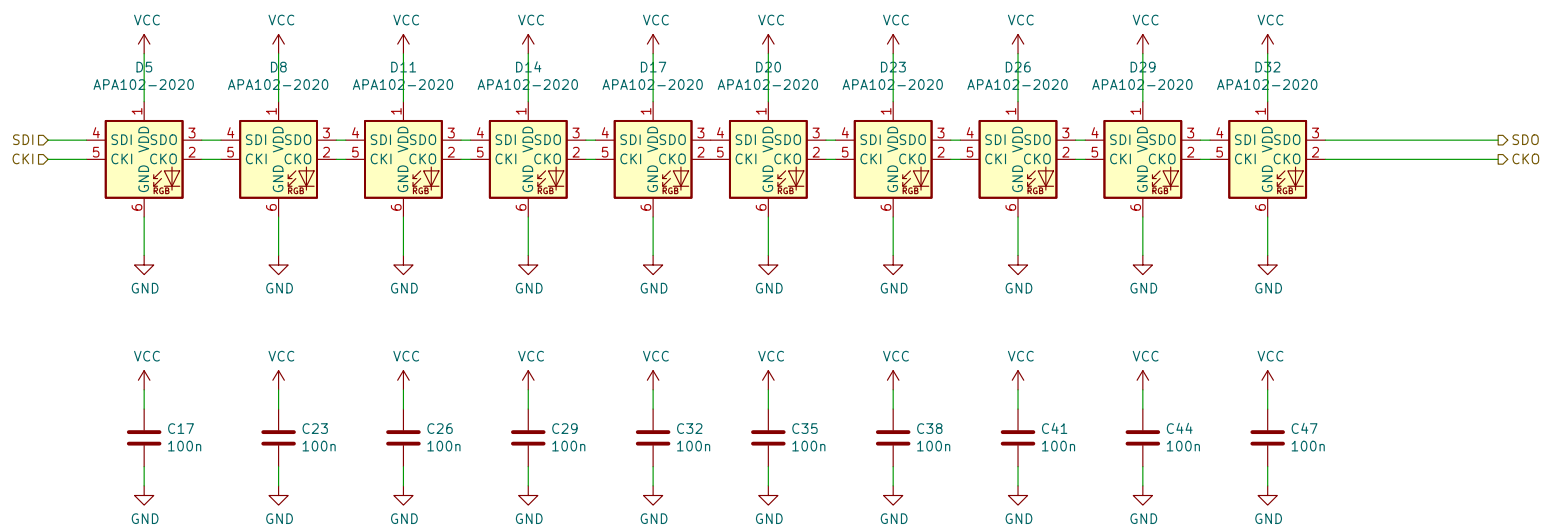 VCC VCC VCC VCC VCC VCC VCC VCC VCC VCC
D5 D8 D11 D14 D17 D20 D23 D26 D29 D32
APA102-2020 APA102-2020 APA102-2020 APA102-2020 APA102-2020 APA102-2020 APA102-2020 APA102-2020 APA102-2020 APA102-2020
1 1 1 1 1 1 1 1 1 1
SDI 4 SDI VDD SDO 3 4 SDI VDD SDO 3 4 SDI VDD SDO 3 4 SDI VDD SDO 3 4 SDI VDD SDO 3 4 SDI VDD SDO 3 4 SDI VDD SDO 3 4 SDI VDD SDO 3 4 SDI VDD SDO 3 4 SDI VDD SDO 3 SDO
CKI 5 CKI CKO 2 5 CKI CKO 2 5 CKI CKO 2 5 CKI CKO 2 5 CKI CKO 2 5 CKI CKO 2 5 CKI CKO 2 5 CKI CKO 2 5 CKI CKO 2 5 CKI CKO 2 CKO
GND RGB GND RGB GND RGB GND RGB GND RGB GND RGB GND RGB GND RGB GND RGB GND RGB
6 6 6 6 6 6 6 6 6 6
GND GND GND GND GND GND GND GND GND GND
VCC VCC VCC VCC VCC VCC VCC VCC VCC VCC
C17 C23 C26 C29 C32 C35 C38 C41 C44 C47
100n 100n 100n 100n 100n 100n 100n 100n 100n 100n
GND GND GND GND GND GND GND GND GND GND